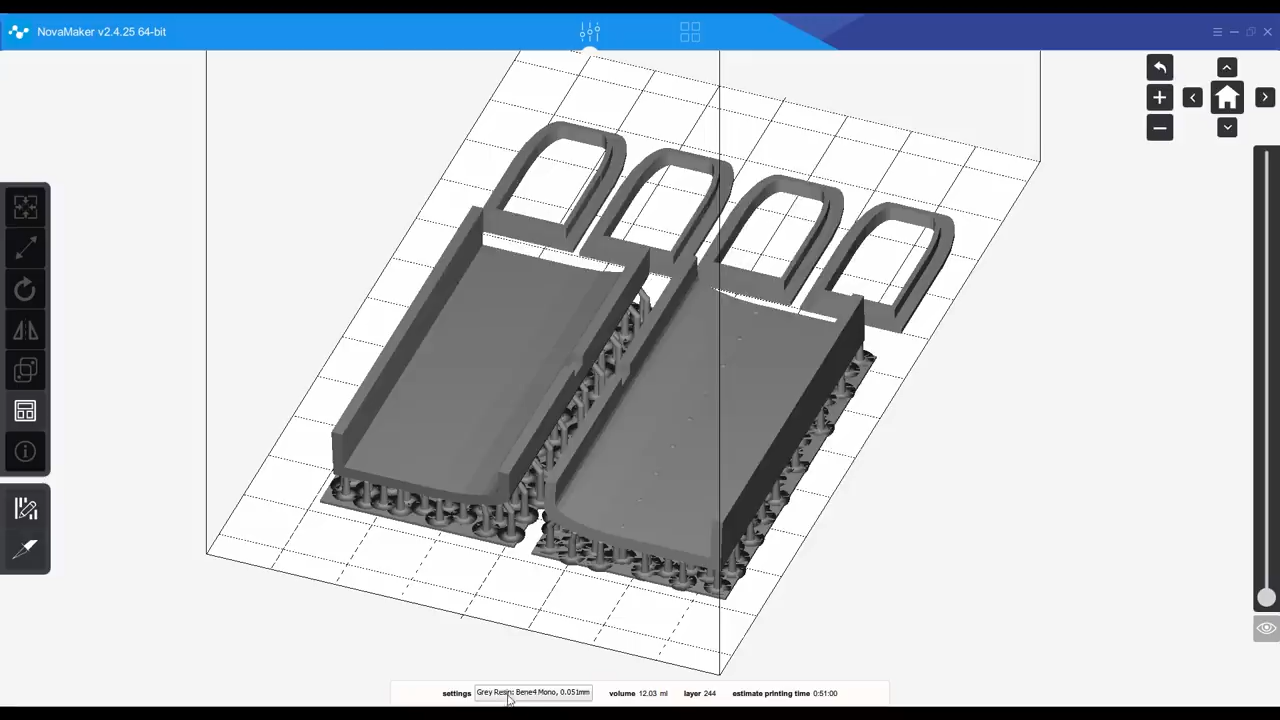 NovaMaker v2.4.25 64-bit
settings Grey Resin: Bene4 Mono, 0.051mm volume 12.03 ml layer 244 estimate printing time 0:51:00